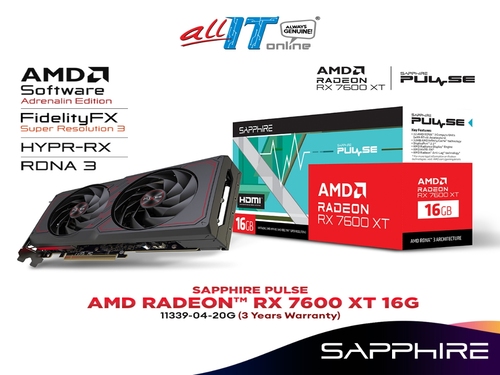 all IT online
ALWAYS GENUINE!
AMD
Software
Adrenalin Edition
FidelityFX
Super Resolution 3
HYPR-RX
RDNA 3
AMD
RADEON
RX 7600 XT
SAPPHIRE
PULSE
SAPPHIRE
PULSE
HDMI
16GB
SAPPHIRE
PULSE
Key Features:
AMD
RADEON
RX 7600 XT
16GB
AMD RDNA 3 ARCHITECTURE
SAPPHIRE PULSE
AMD RADEON™ RX 7600 XT 16G
11339-04-20G (3 Years Warranty)
SAPPHIRE